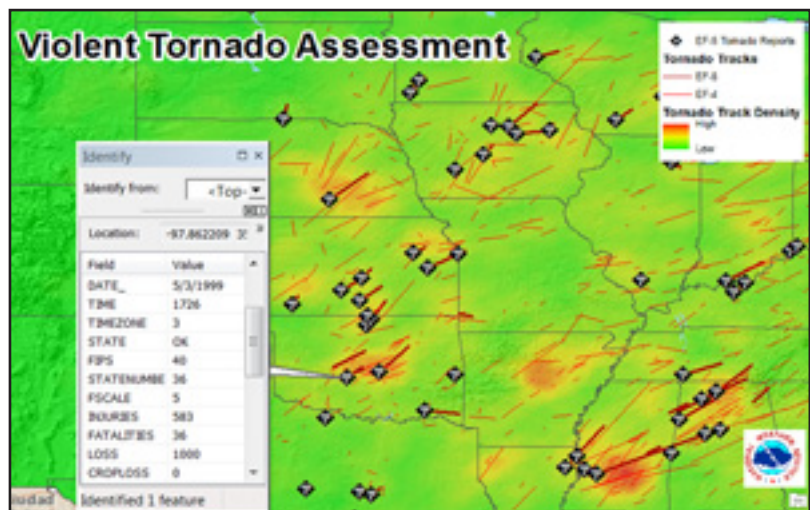 Violent Tornado Assessment
EF-5 Tornado Reports
Tornado Tracks
EF-5
EF-4
Tornado Track Density
High
Low
Identify
Identify from: <Top-
Location: -97.862209
Field Value
DATE_ 5/3/1999
TIME 1726
TIMEZONE 3
STATE OK
FIPS 40
STATENUMBE 36
FSCALE 5
INJURIES 583
FATALITIES 36
LOSS 1000
CROPLOSS 0
Identified 1 feature
iudad